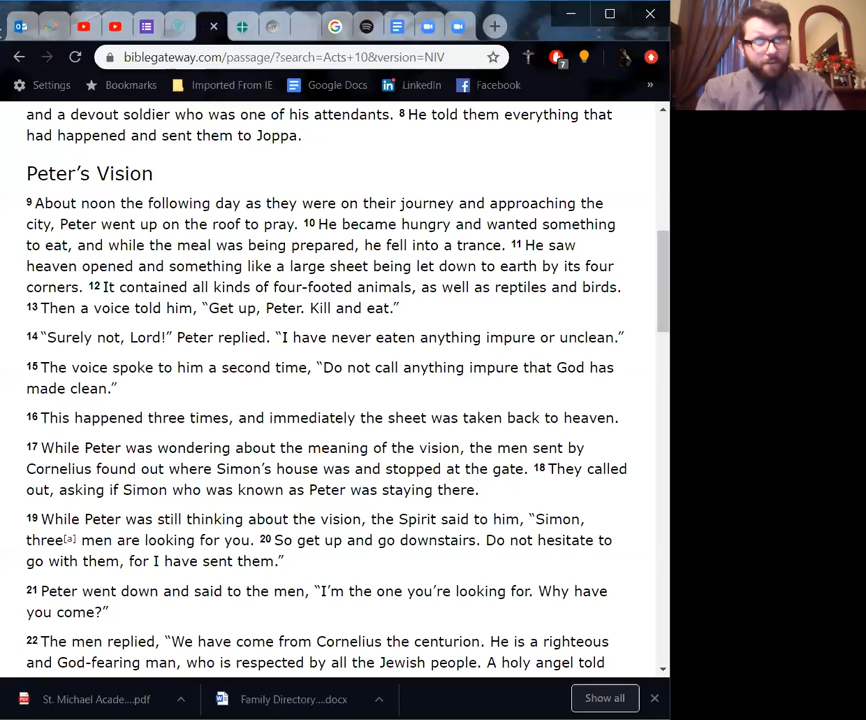 biblegateway.com/passage/?search=Acts+10&version=NIV
7
Settings Bookmarks Imported From IE Google Docs LinkedIn Facebook »
and a devout soldier who was one of his attendants. 8 He told them everything that
had happened and sent them to Joppa.
Peter’s Vision
9 About noon the following day as they were on their journey and approaching the
city, Peter went up on the roof to pray. 10 He became hungry and wanted something
to eat, and while the meal was being prepared, he fell into a trance. 11 He saw
heaven opened and something like a large sheet being let down to earth by its four
corners. 12 It contained all kinds of four-footed animals, as well as reptiles and birds.
13 Then a voice told him, “Get up, Peter. Kill and eat.”
14 “Surely not, Lord!” Peter replied. “I have never eaten anything impure or unclean.”
15 The voice spoke to him a second time, “Do not call anything impure that God has
made clean.”
16 This happened three times, and immediately the sheet was taken back to heaven.
17 While Peter was wondering about the meaning of the vision, the men sent by
Cornelius found out where Simon’s house was and stopped at the gate. 18 They called
out, asking if Simon who was known as Peter was staying there.
19 While Peter was still thinking about the vision, the Spirit said to him, “Simon,
three[a] men are looking for you. 20 So get up and go downstairs. Do not hesitate to
go with them, for I have sent them.”
21 Peter went down and said to the men, “I’m the one you’re looking for. Why have
you come?”
22 The men replied, “We have come from Cornelius the centurion. He is a righteous
and God-fearing man, who is respected by all the Jewish people. A holy angel told
St. Michael Acade....pdf Family Directory....docx Show all